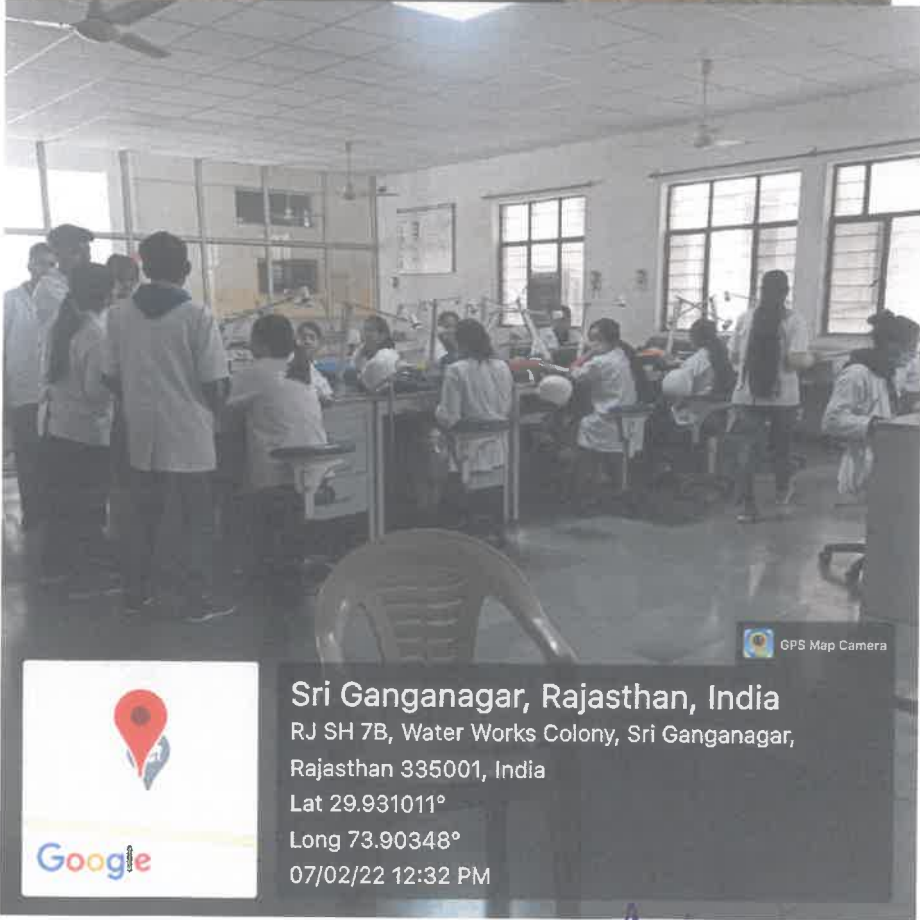 GPS Map Camera
Sri Ganganagar, Rajasthan, India
RJ SH 7B, Water Works Colony, Sri Ganganagar,
Rajasthan 335001, India
Lat 29.931011°
Long 73.90348°
07/02/22 12:32 PM
Google